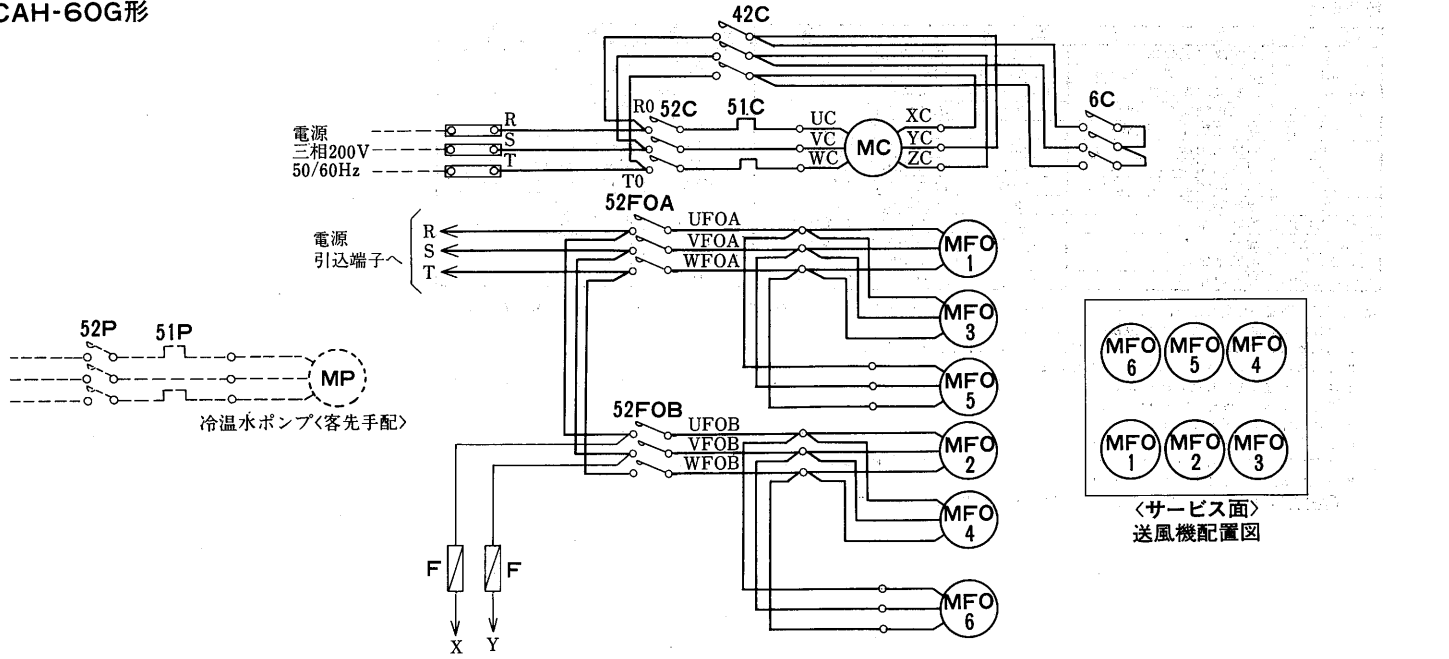 CAH-60G形
42C
6C
R0 52C
51C
UC
VC
WC
MC
XC
YC
ZC
電源
三相200V
50/60Hz
R
S
T
T0
52FOA
電源
引込端子へ
R
S
T
UFOA
VFOA
WFOA
MFO
1
MFO
3
MFO
5
52P
51P
MP
冷温水ポンプ〈客先手配〉
52FOB
UFOB
VFOB
WFOB
MFO
2
MFO
4
MFO
6
F
F
X
Y
MFO
6
MFO
5
MFO
4
MFO
1
MFO
2
MFO
3
〈サービス面〉
送風機配置図